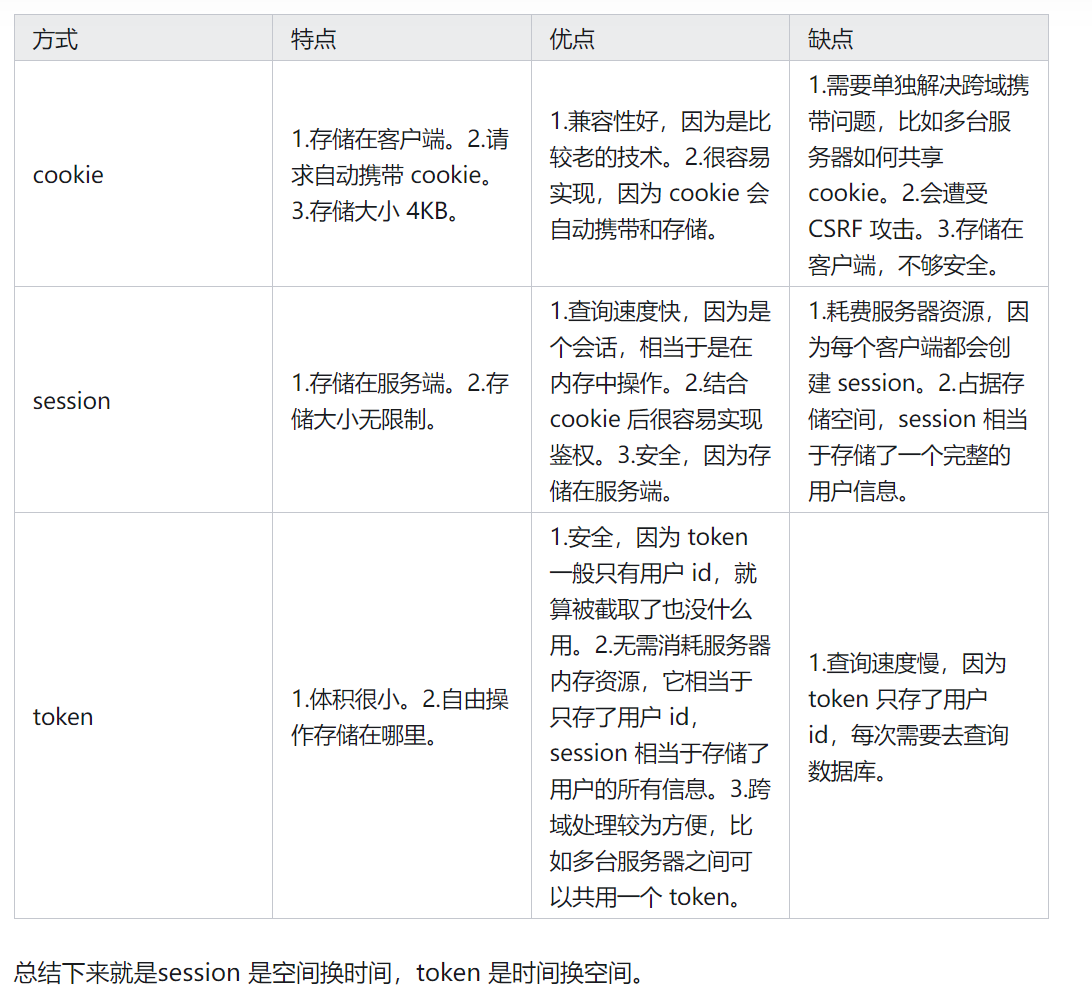 方式
特点
优点
缺点
cookie
1.存储在客户端。2.请
求自动携带 cookie。
3.存储大小 4KB。
1.兼容性好，因为是比
较老的技术。2.很容易
实现，因为 cookie 会
自动携带和存储。
1.需要单独解决跨域携
带问题，比如多台服
务器如何共享
cookie。2.会遭受
CSRF 攻击。3.存储在
客户端，不够安全。
session
1.存储在服务端。2.存
储大小无限制。
1.查询速度快，因为是
个会话，相当于是在
内存中操作。2.结合
cookie 后很容易实现
鉴权。3.安全，因为存
储在服务端。
1.耗费服务器资源，因
为每个客户端都会创
建 session。2.占据存
储空间，session 相当
于存储了一个完整的
用户信息。
token
1.体积很小。2.自由操
作存储在哪里。
1.安全，因为 token
一般只有用户 id，就
算被截取了也没什么
用。2.无需消耗服务器
内存资源，它相当于
只存了用户 id，
session 相当于存储了
用户的所有信息。3.跨
域处理较为方便，比
如多台服务器之间可
以共用一个 token。
1.查询速度慢，因为
token 只存了用户
id，每次需要去查询
数据库。
总结下来就是session 是空间换时间，token 是时间换空间。